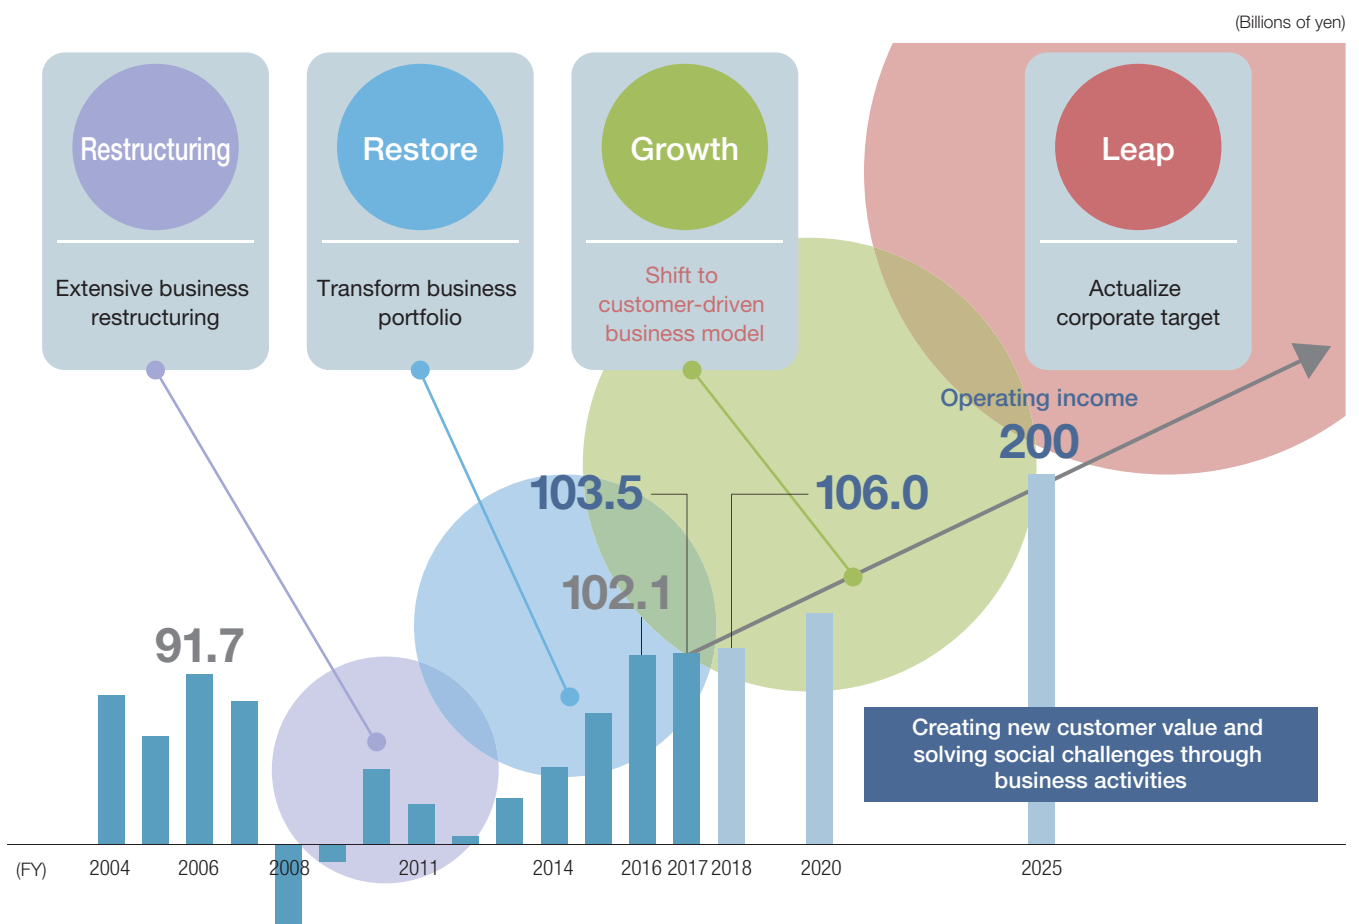 (Billions of yen)
Restructuring
Extensive business
restructuring
Restore
Transform business
portfolio
Growth
Shift to
customer-driven
business model
Leap
Actualize
corporate target
Operating income
200
103.5
106.0
102.1
91.7
Creating new customer value and
solving social challenges through
business activities
(FY) 2004 2006 2008 2011 2014 2016 2017 2018 2020 2025